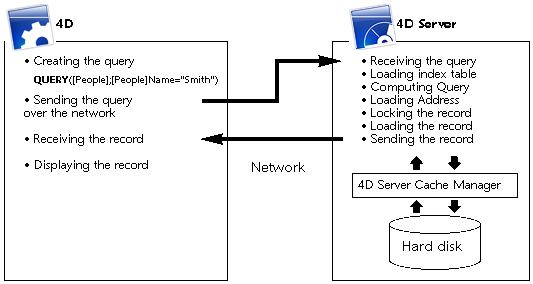 4D
• Creating the query
QUERY([People];[People]Name="Smith")
• Sending the query
over the network
• Receiving the record
• Displaying the record
Network
4D Server
• Receiving the query
• Loading index table
• Computing Query
• Loading Address
• Locking the record
• Loading the record
• Sending the record
4D Server Cache Manager
Hard disk